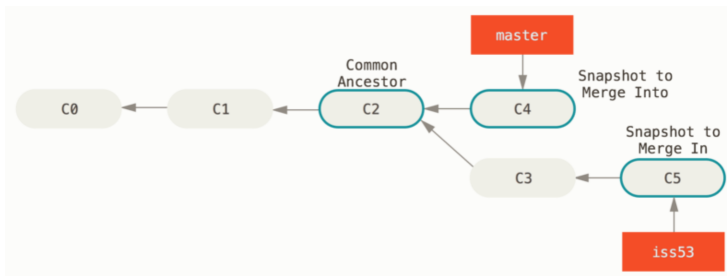 master
Common
Ancestor
Snapshot to
Merge Into
C0
C1
C2
C4
Snapshot to
Merge In
C3
C5
iss53